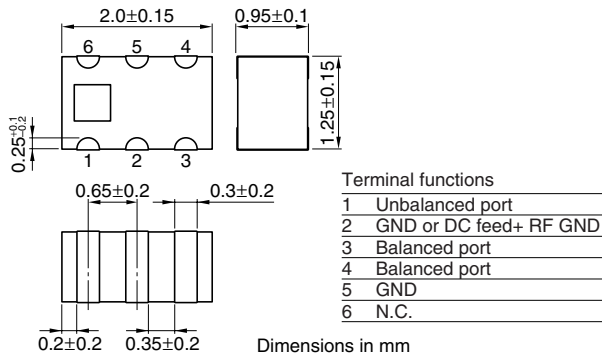 2.0±0.15
0.95±0.1
6 5 4
1.25±0.15
0.25+0.1 -0.2
1 2 3
0.65±0.2
0.3±0.2
0.2±0.2
0.35±0.2
Dimensions in mm
Terminal functions
1 Unbalanced port
2 GND or DC feed+ RF GND
3 Balanced port
4 Balanced port
5 GND
6 N.C.